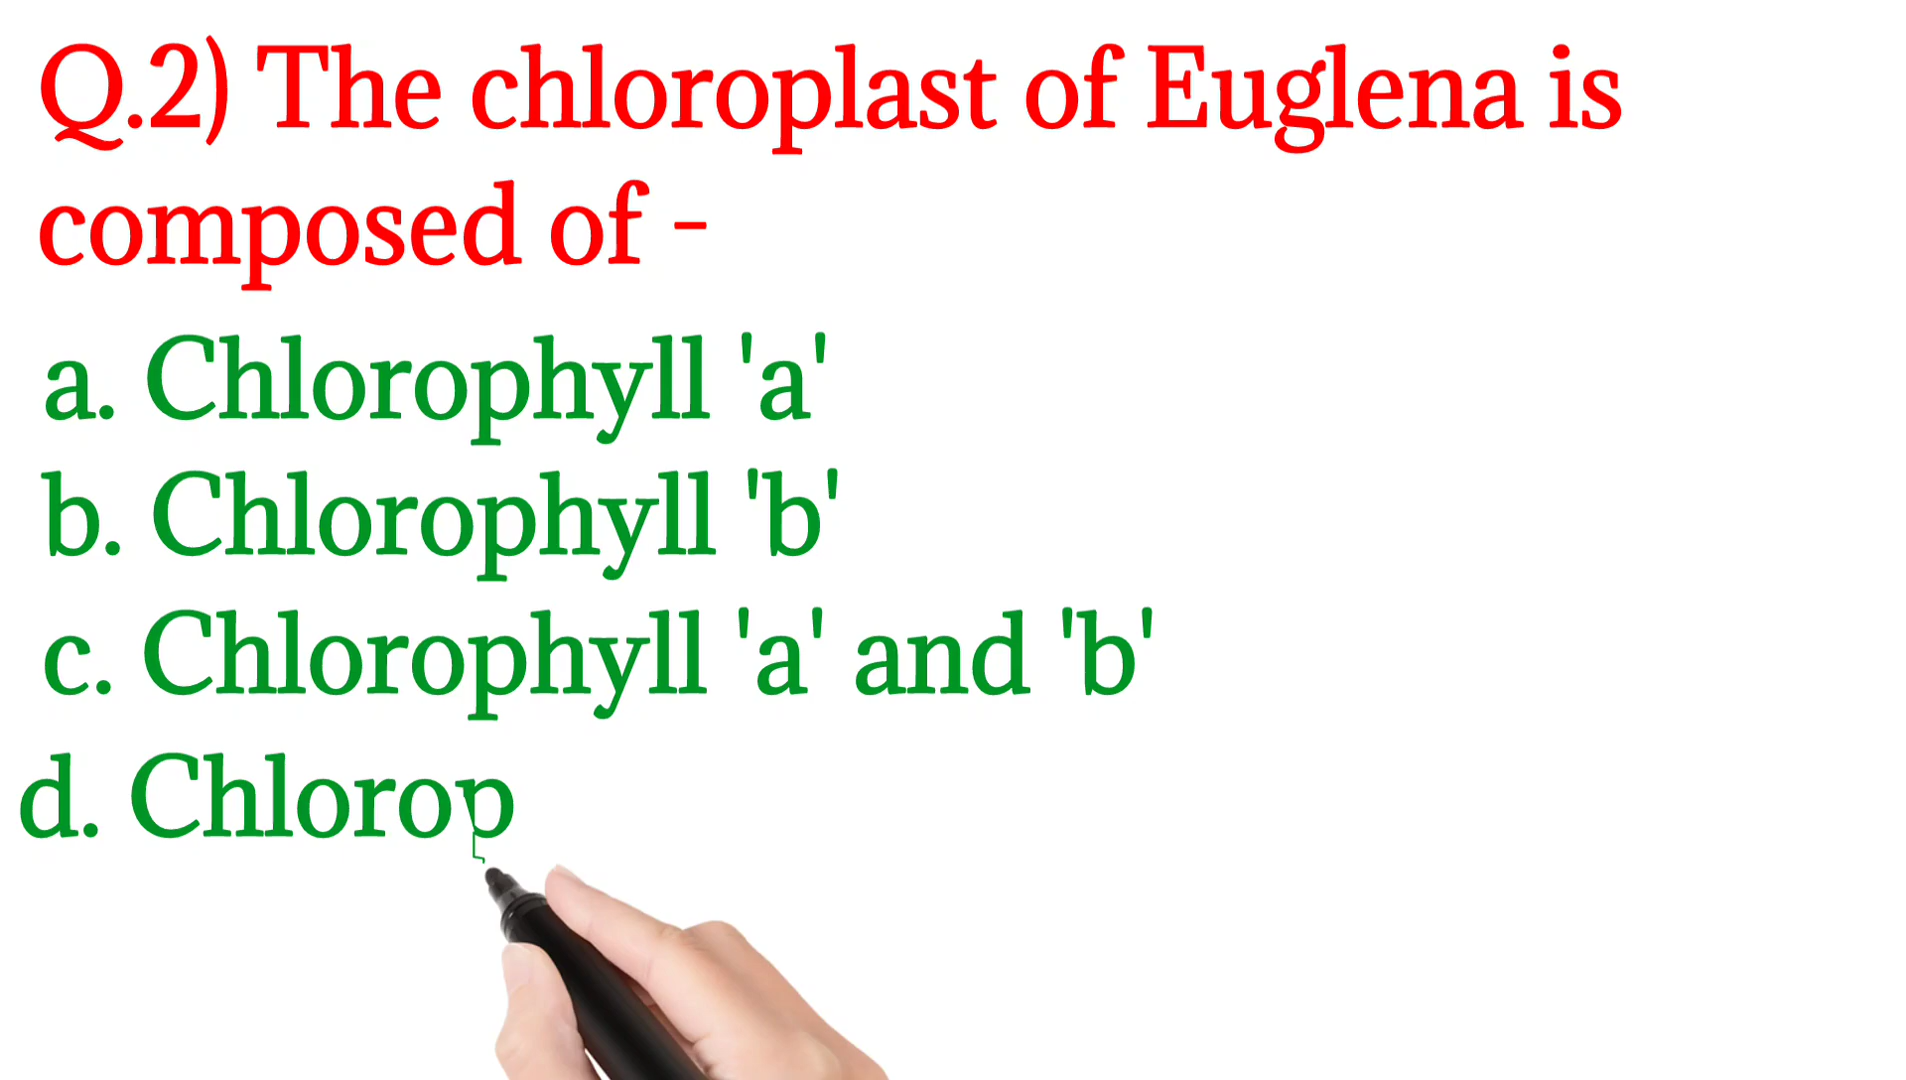 Q.2) The chloroplast of Euglena is
composed of -
a. Chlorophyll 'a'
b. Chlorophyll 'b'
c. Chlorophyll 'a' and 'b'
d. Chlorop